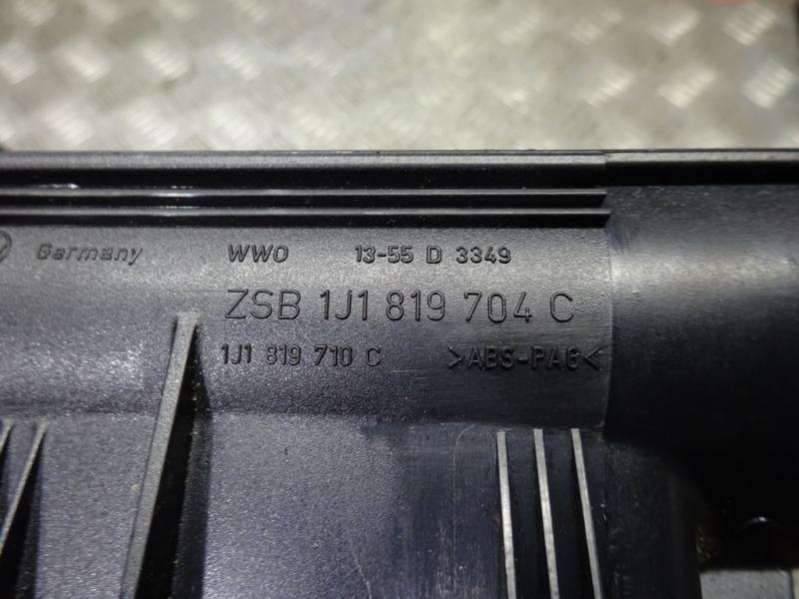 Germany WWO 13-55 D 3349
ZSB 1J1 819 704 C
1J1 819 710 C >ABS-PA6<